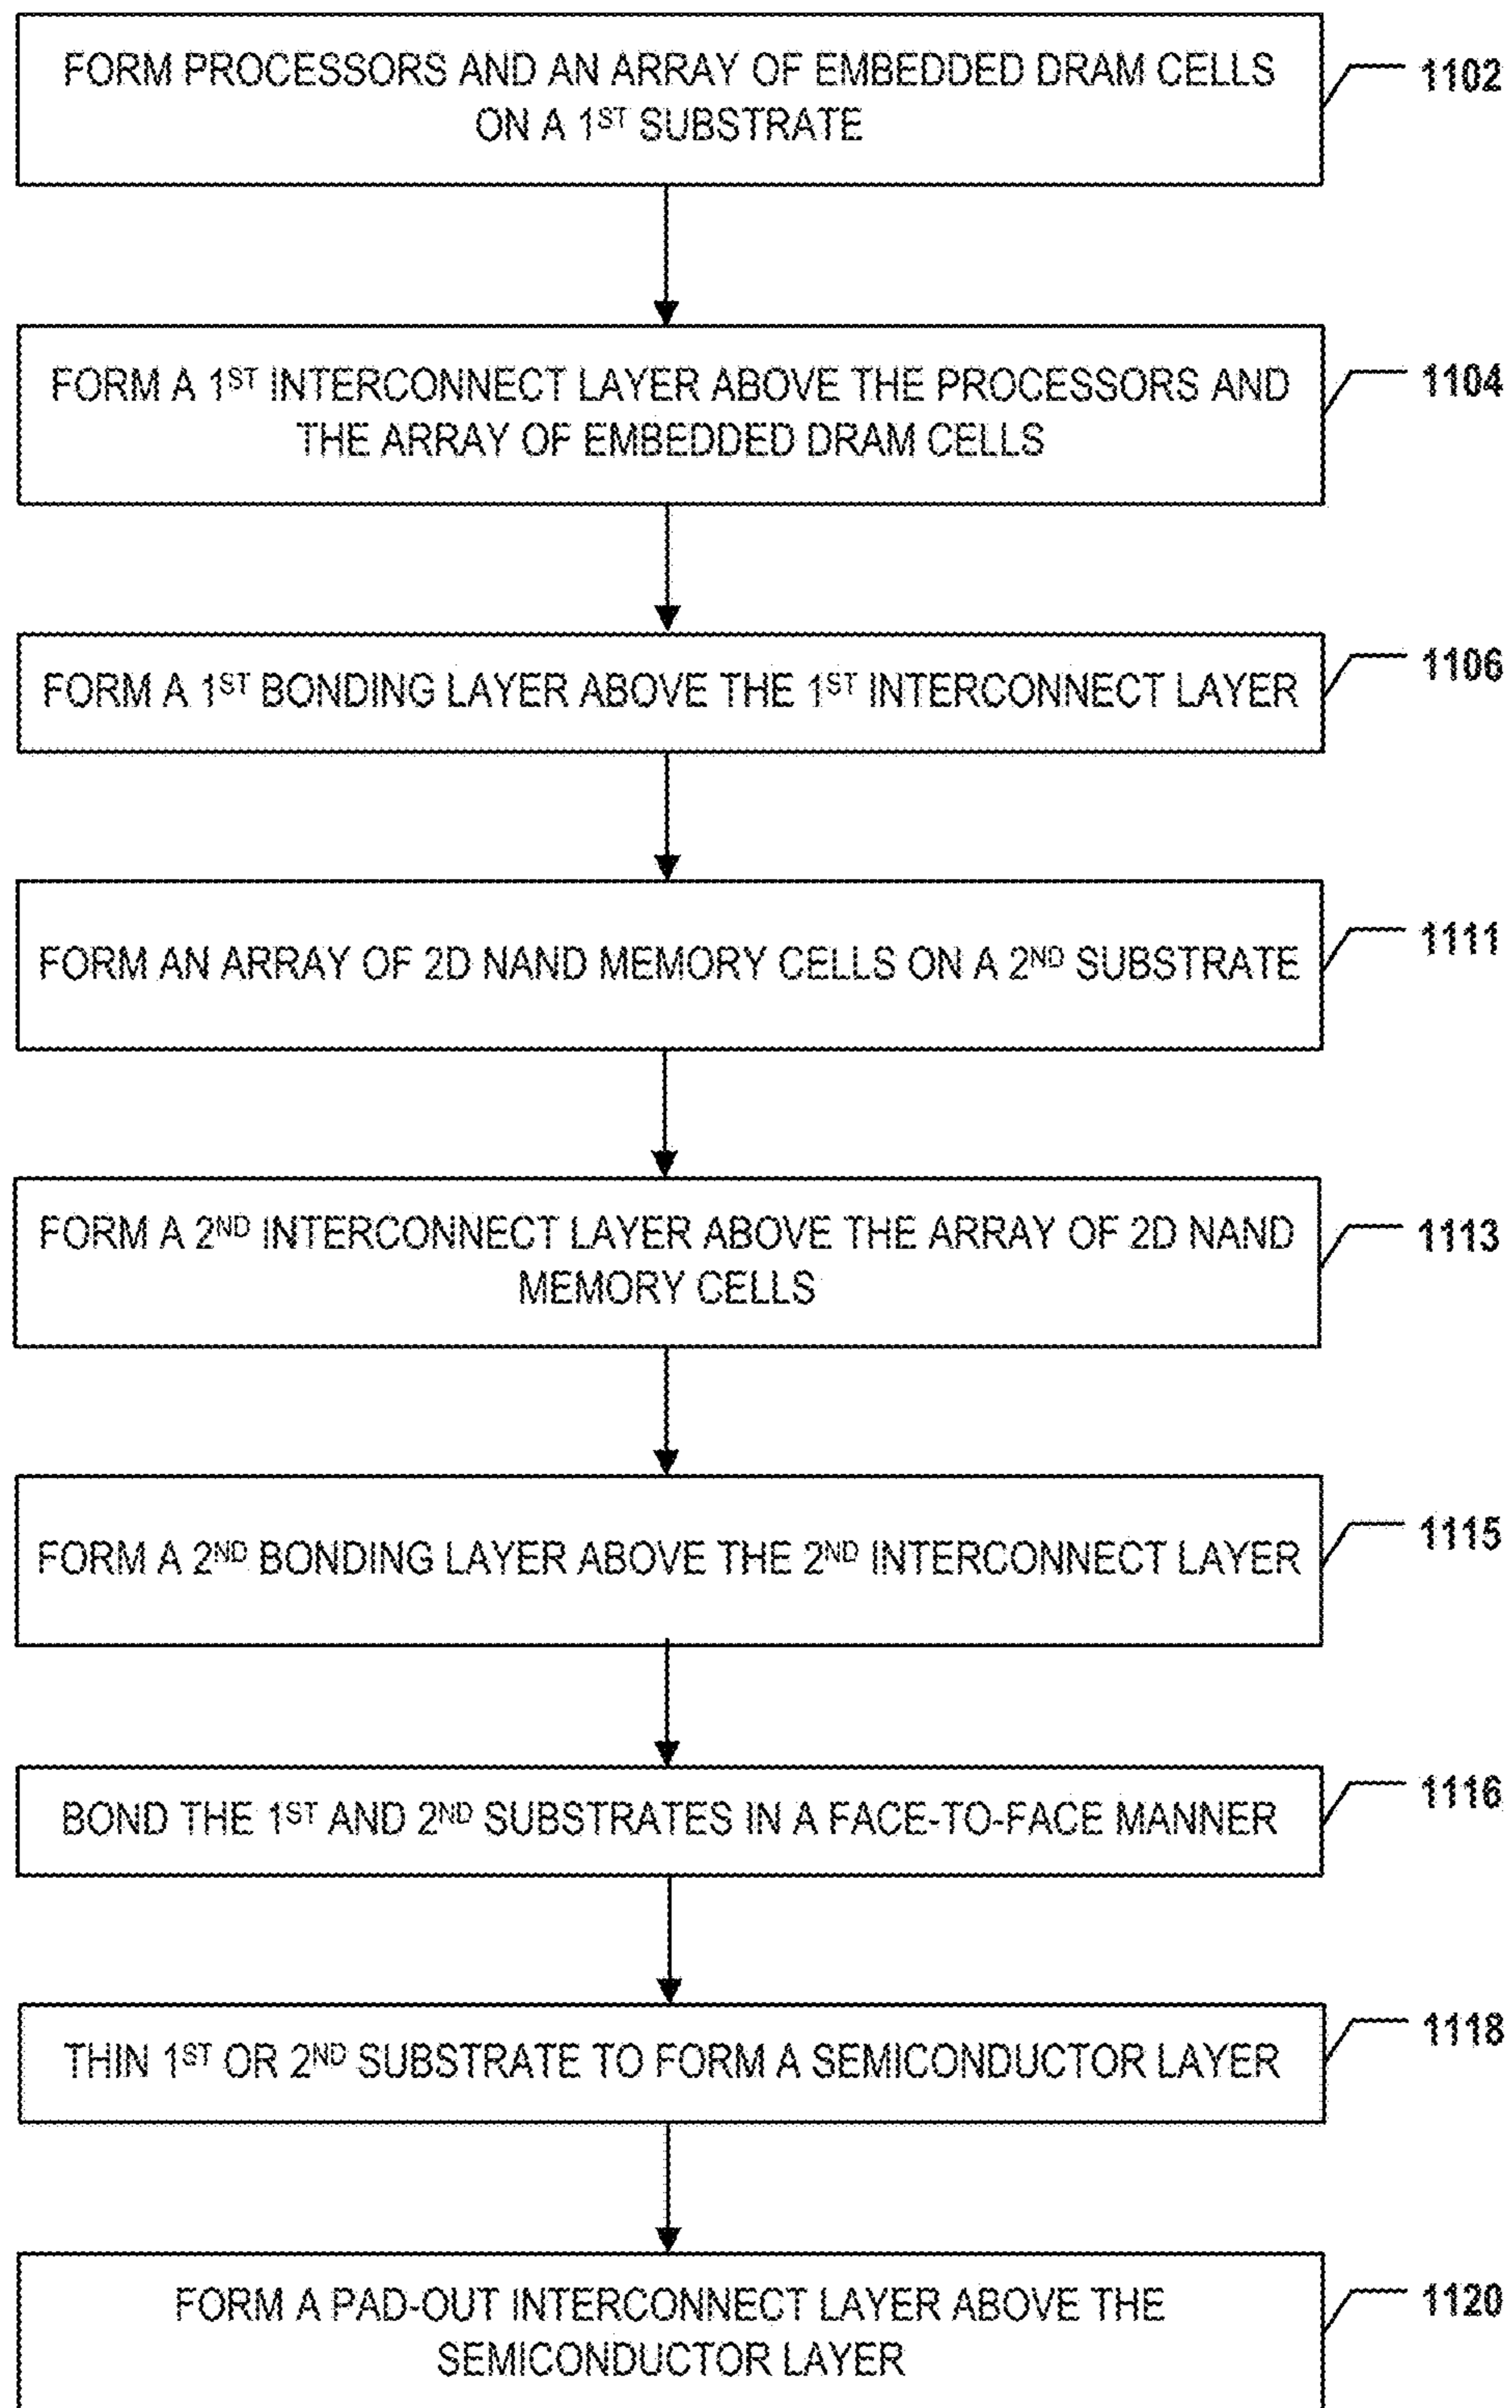 FORM PROCESSORS AND AN ARRAY OF EMBEDDED DRAM CELLS
ON A 1ST SUBSTRATE
1102
FORM A 1ST INTERCONNECT LAYER ABOVE THE PROCESSORS AND
THE ARRAY OF EMBEDDED DRAM CELLS
1104
FORM A 1ST BONDING LAYER ABOVE THE 1ST INTERCONNECT LAYER
1106
FORM AN ARRAY OF 2D NAND MEMORY CELLS ON A 2ND SUBSTRATE
1111
FORM A 2ND INTERCONNECT LAYER ABOVE THE ARRAY OF 2D NAND
MEMORY CELLS
1113
FORM A 2ND BONDING LAYER ABOVE THE 2ND INTERCONNECT LAYER
1115
BOND THE 1ST AND 2ND SUBSTRATES IN A FACE-TO-FACE MANNER
1116
THIN 1ST OR 2ND SUBSTRATE TO FORM A SEMICONDUCTOR LAYER
1118
FORM A PAD-OUT INTERCONNECT LAYER ABOVE THE
SEMICONDUCTOR LAYER
1120